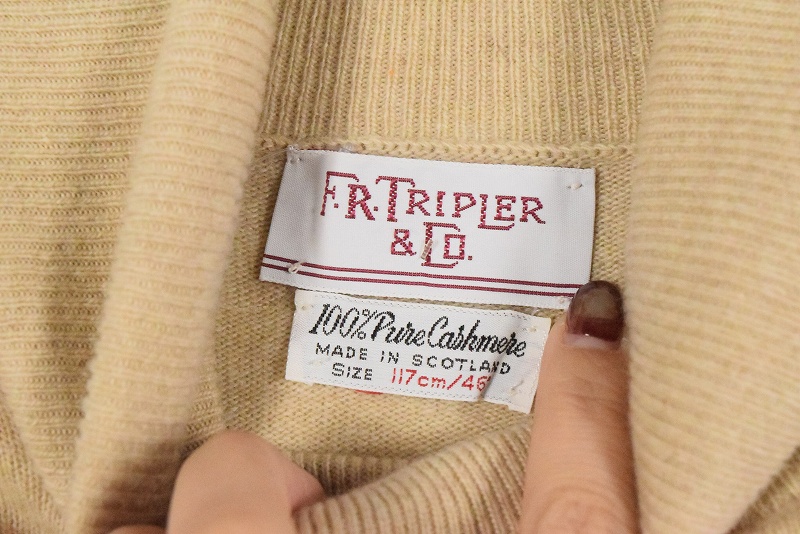 F.R. TRIPLER
& Co.
100% Pure Cashmere
MADE IN SCOTLAND
SIZE 117cm/46